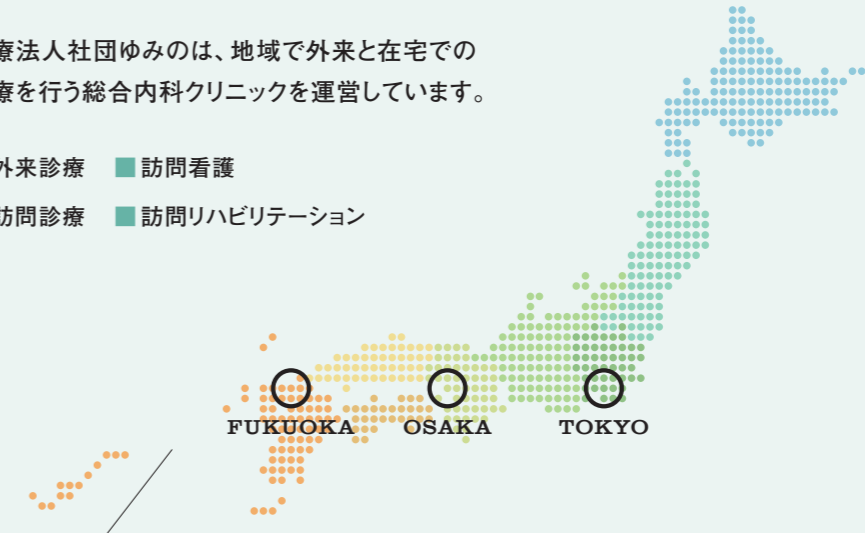 療法人社団ゆみのは、地域で外来と在宅での
療を行う総合内科クリニックを運営しています。
外来診療 ■訪問看護
訪問診療 ■訪問リハビリテーション
FUKUOKA OSAKA TOKYO